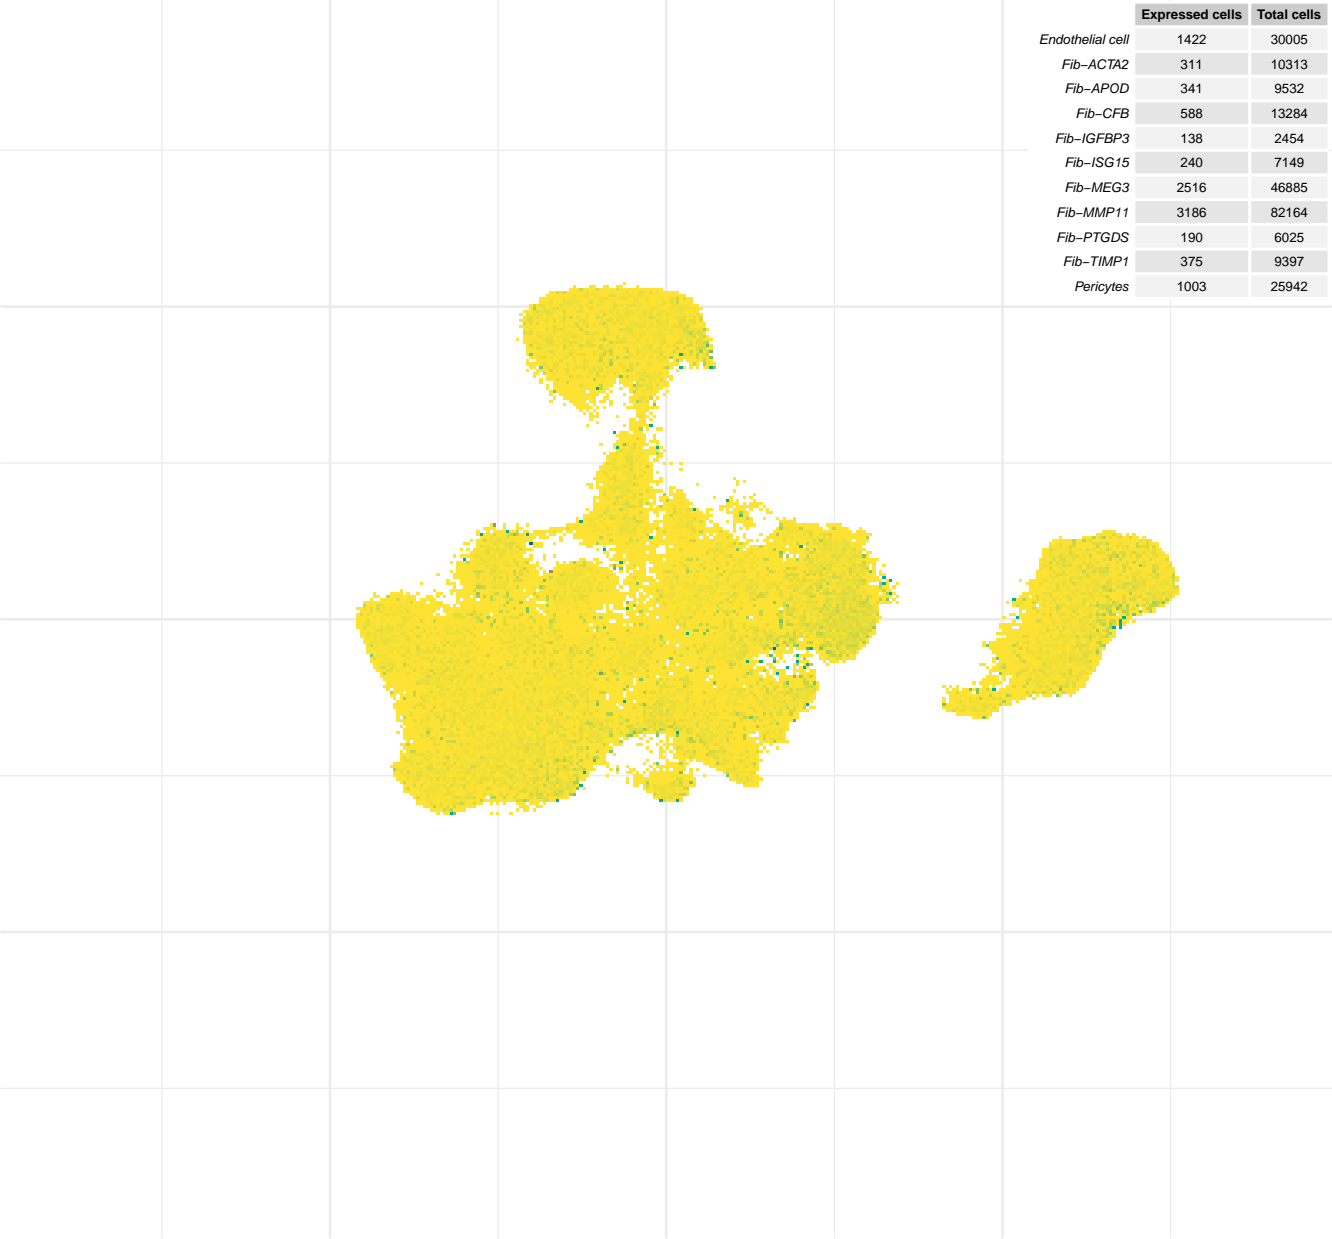 Expressed cells Total cells
Endothelial cell 1422 30005
Fib−ACTA2 311 10313
Fib−APOD 341 9532
Fib−CFB 588 13284
Fib−IGFBP3 138 2454
Fib−ISG15 240 7149
Fib−MEG3 2516 46885
Fib−MMP11 3186 82164
Fib−PTGDS 190 6025
Fib−TIMP1 375 9397
Pericytes 1003 25942